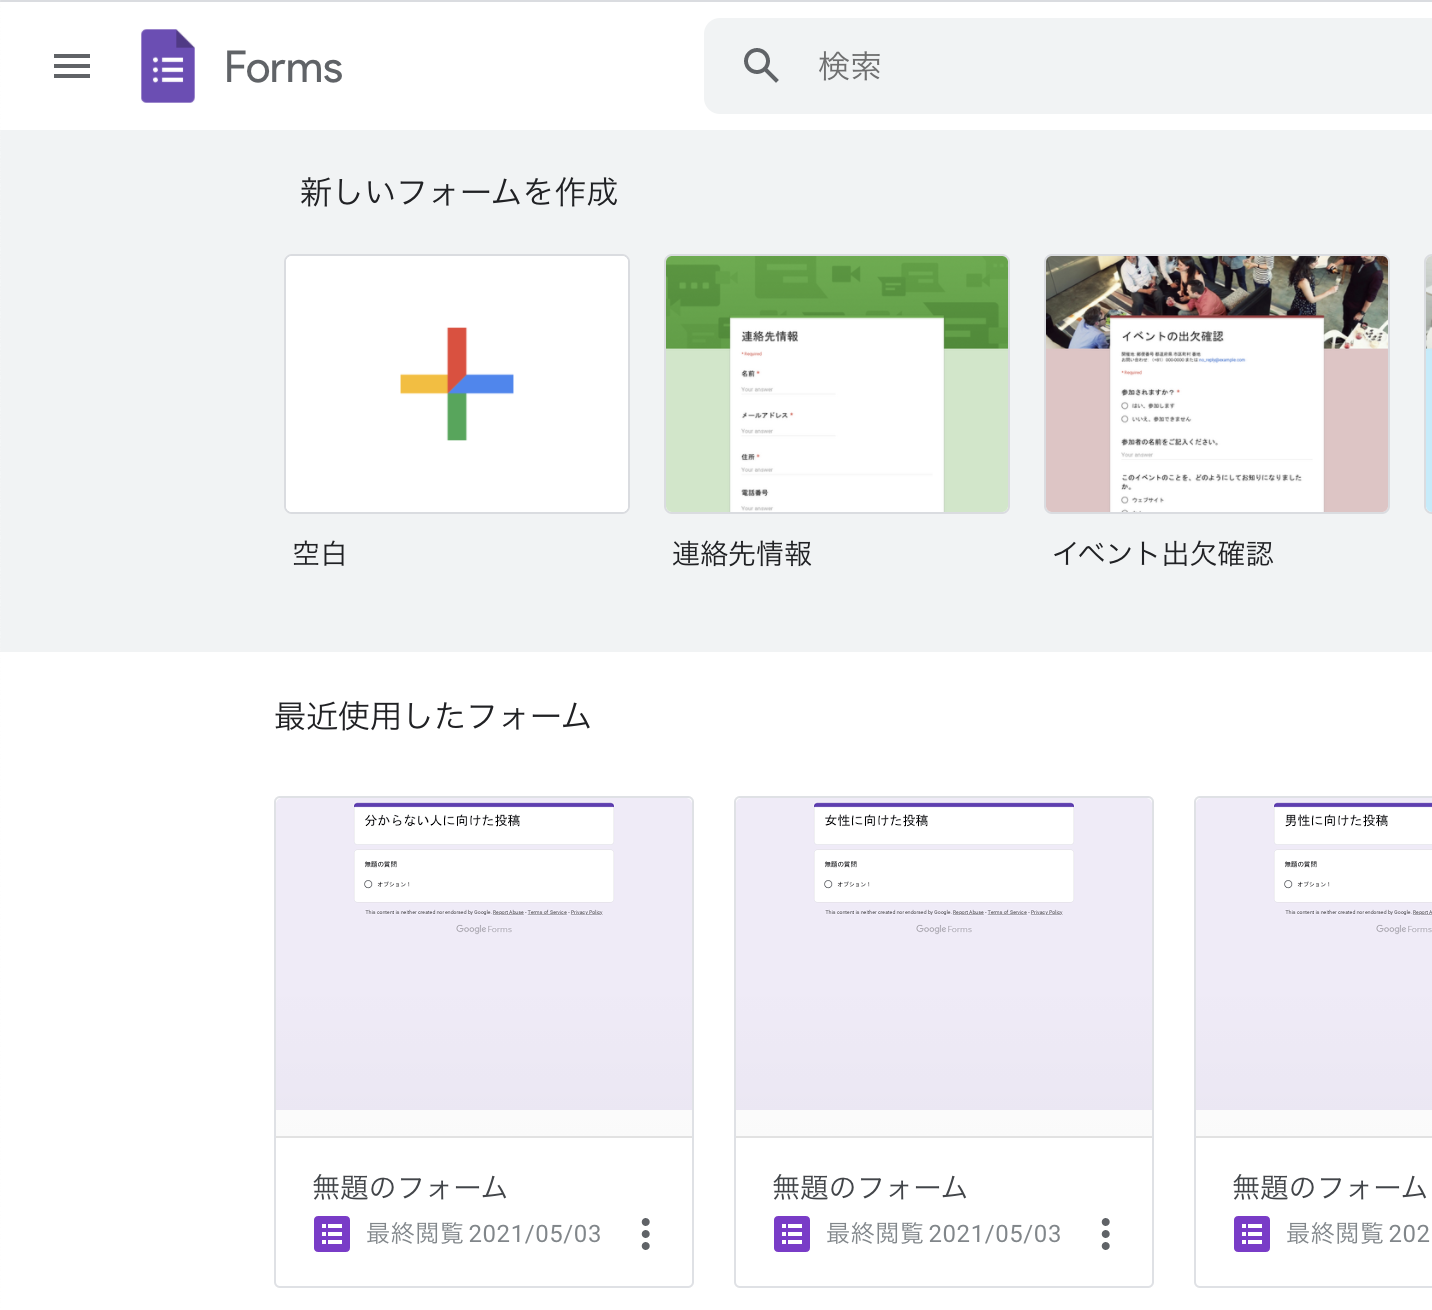 Forms
検索
新しいフォームを作成
連絡先情報
* Required
名前 *
Your answer
メールアドレス *
Your answer
住所 *
Your answer
電話番号
Your answer
イベントの出欠確認
* Required
参加されますか? *
はい、参加します
いいえ、参加できません
参加者の名前をご記入ください。
Your answer
このイベントのことを、どのようにしてお知りになりました
か。
ウェブサイト
空白
連絡先情報
イベント出欠確認
最近使用したフォーム
分からない人に向けた投稿
無題の質問
オプション 1
This content is neither created nor endorsed by Google. Report Abuse - Terms of Service - Privacy Policy
Google Forms
女性に向けた投稿
無題の質問
オプション 1
This content is neither created nor endorsed by Google. Report Abuse - Terms of Service - Privacy Policy
Google Forms
男性に向けた投稿
無題の質問
オプション 1
This content is neither created nor endorsed by Google. Report
Google Forms
無題のフォーム
最終閲覧 2021/05/03
無題のフォーム
最終閲覧 2021/05/03
無題のフォーム
最終閲覧 202